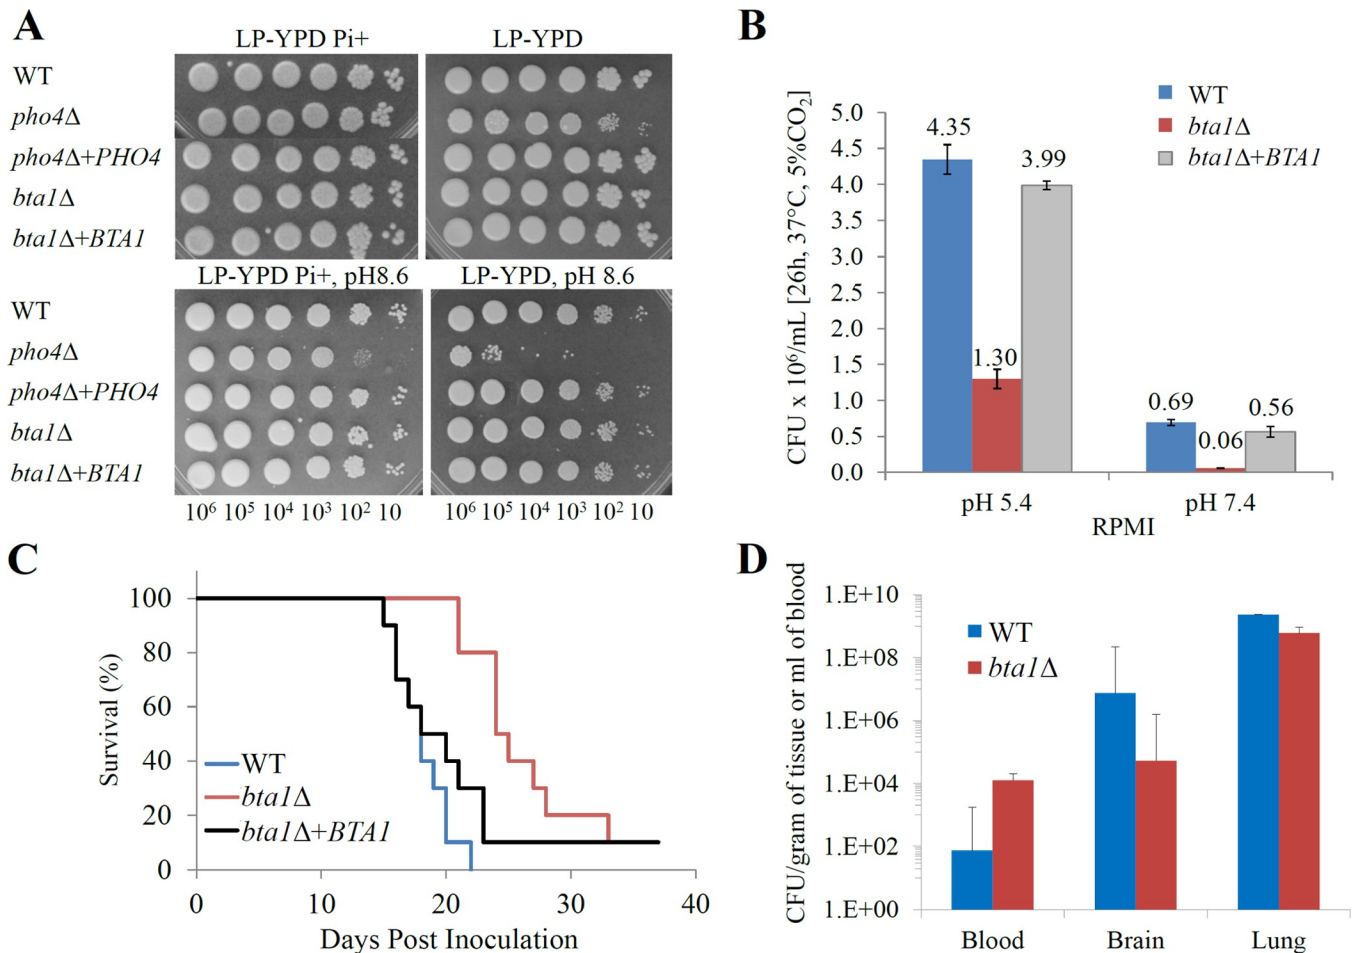 A
LP-YPD Pi+
LP-YPD
WT
pho4Δ
pho4Δ+PHO4
bta1Δ
bta1Δ+BTA1
LP-YPD Pi+, pH8.6
LP-YPD, pH 8.6
WT
pho4Δ
pho4Δ+PHO4
bta1Δ
bta1Δ+BTA1
10⁶ 10⁵ 10⁴ 10³ 10² 10
10⁶ 10⁵ 10⁴ 10³ 10² 10
B
WT
bta1Δ
bta1Δ+BTA1
CFU x 10⁶/mL [26h, 37°C, 5%CO₂]
5.0
4.5
4.0
3.5
3.0
2.5
2.0
1.5
1.0
0.5
0.0
4.35
1.30
3.99
0.69
0.06
0.56
pH 5.4
pH 7.4
RPMI
C
Survival (%)
100
80
60
40
20
0
WT
bta1Δ
bta1Δ+BTA1
0 10 20 30 40
Days Post Inoculation
D
CFU/gram of tissue or ml of blood
1.E+10
1.E+08
1.E+06
1.E+04
1.E+02
1.E+00
WT
bta1Δ
Blood
Brain
Lung